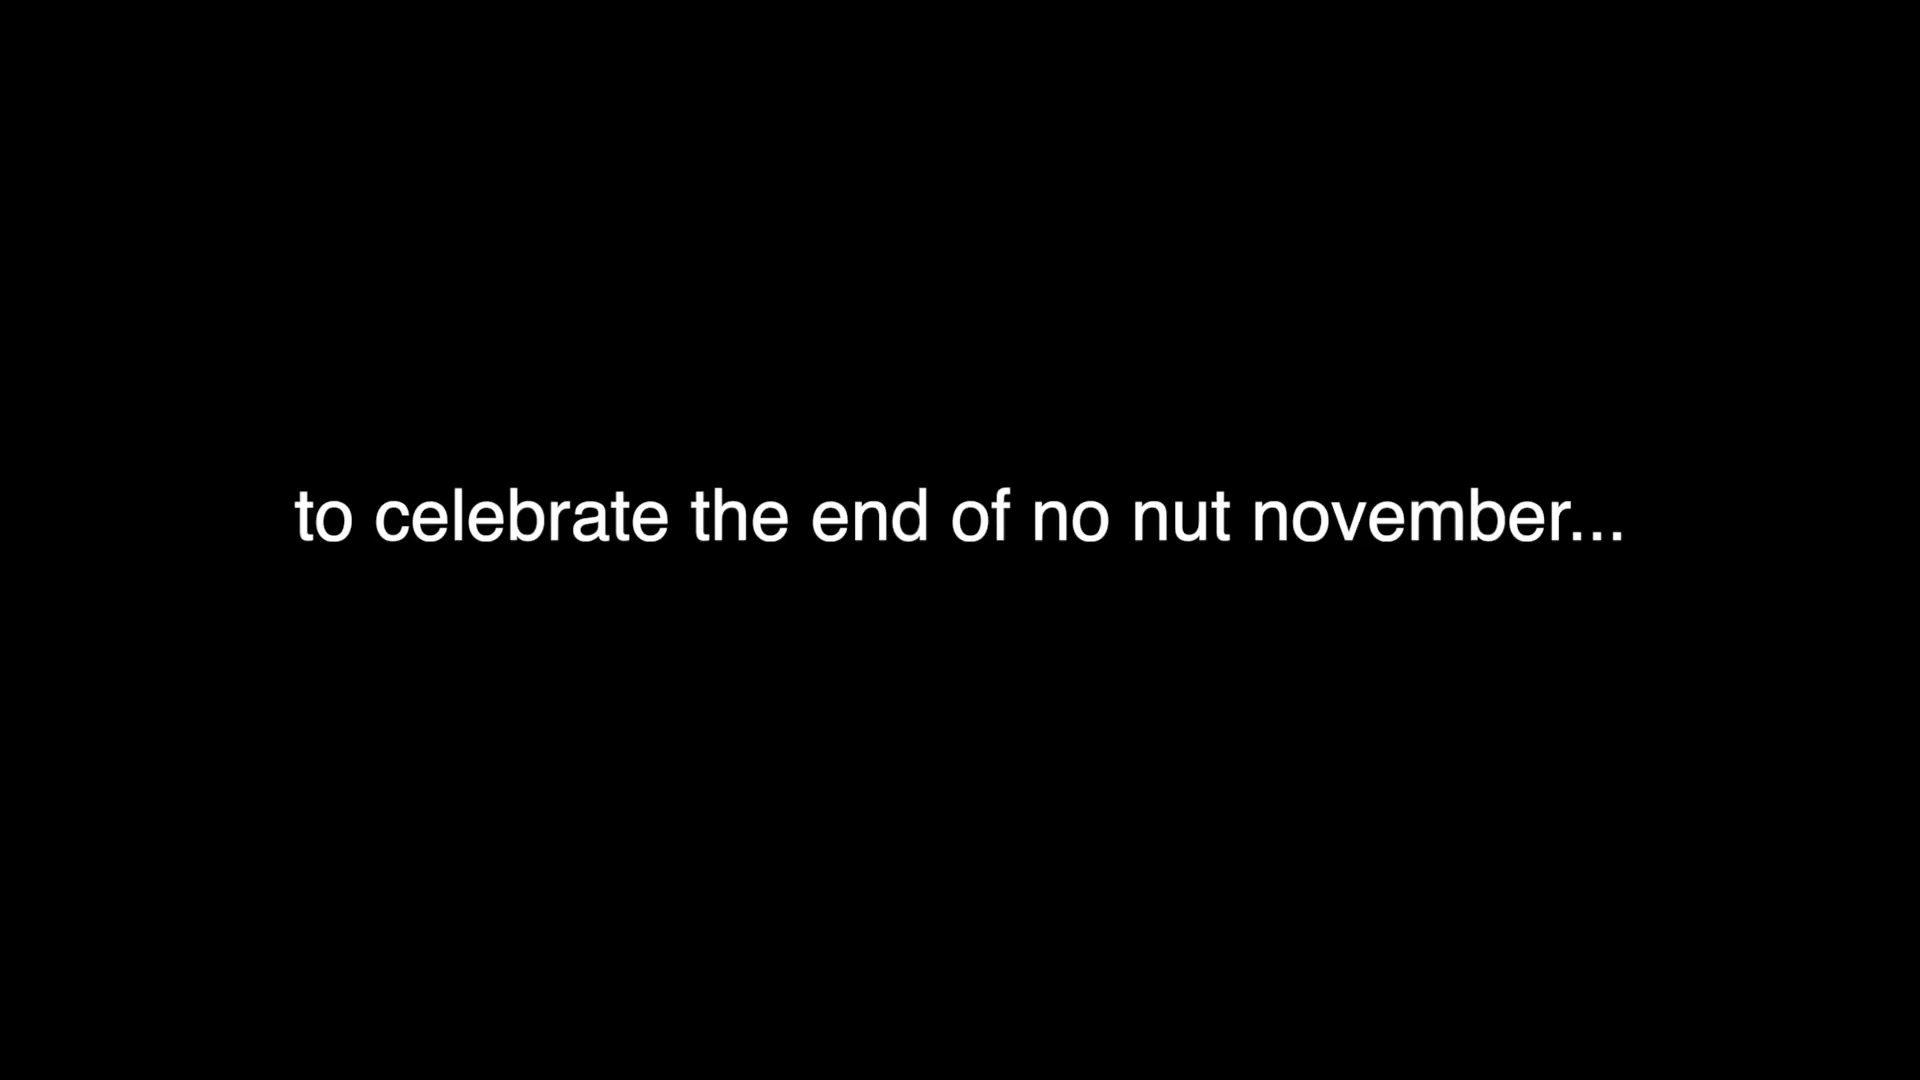 to celebrate the end of no nut november...